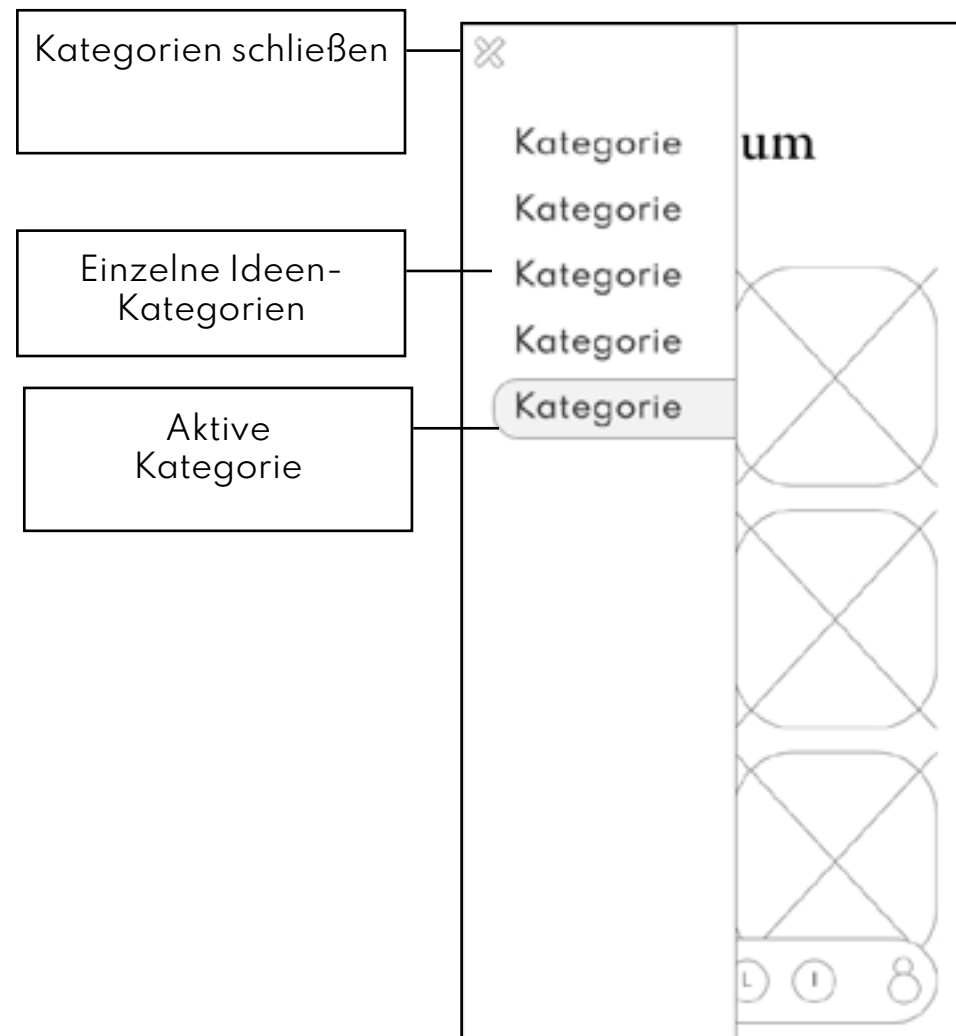 Kategorien schließen
Kategorie
um
Kategorie
Einzelne Ideen-
Kategorien
Kategorie
Kategorie
Aktive
Kategorie
Kategorie
L
I